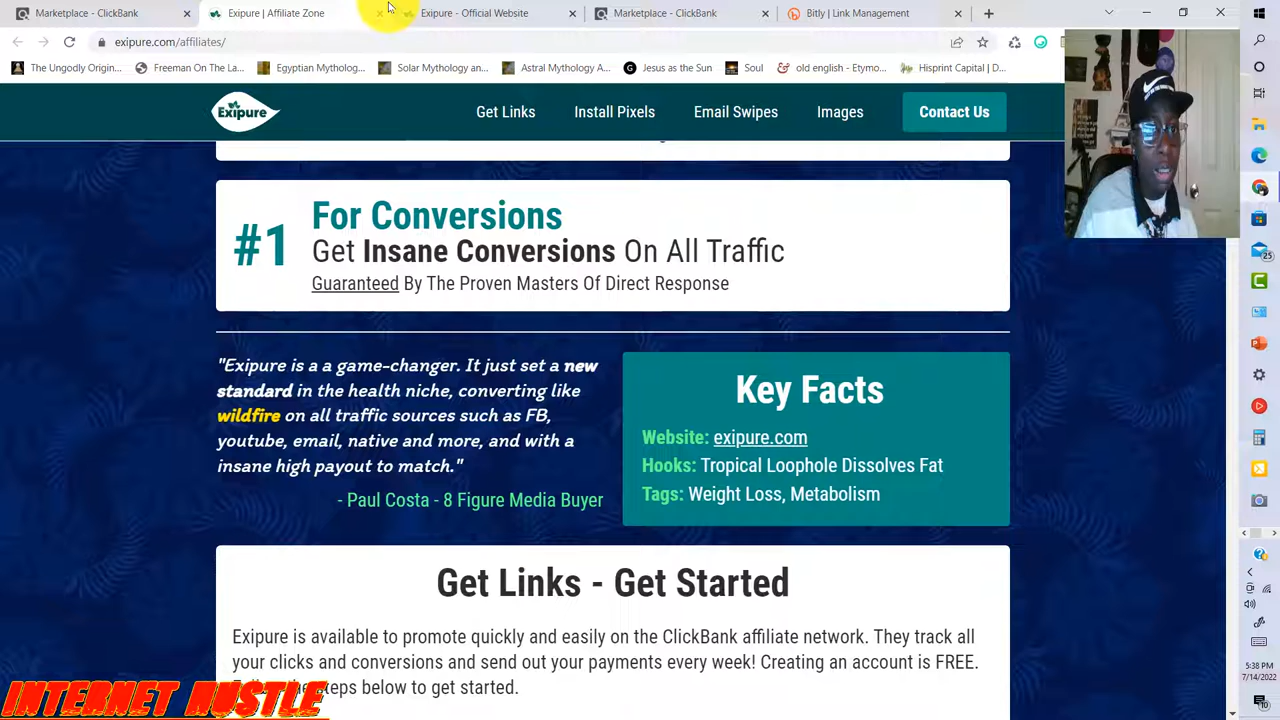 Marketplace - ClickBank
Exipure | Affiliate Zone
Exipure - Official Website
Marketplace - ClickBank
Bitly | Link Management
exipure.com/affiliates/
The Ungodly Origin...
Freeman On The La...
Egyptian Mytholog...
Solar Mythology an...
Astral Mythology A...
Jesus as the Sun
Soul
old english - Etymo...
Hisprint Capital | D...
Exipure
Get Links
Install Pixels
Email Swipes
Images
Contact Us
#1
For Conversions
Get Insane Conversions On All Traffic
Guaranteed By The Proven Masters Of Direct Response
"Exipure is a a game-changer. It just set a new
standard in the health niche, converting like
wildfire on all traffic sources such as FB,
youtube, email, native and more, and with a
insane high payout to match."
- Paul Costa - 8 Figure Media Buyer
Key Facts
Website: exipure.com
Hooks: Tropical Loophole Dissolves Fat
Tags: Weight Loss, Metabolism
Get Links - Get Started
Exipure is available to promote quickly and easily on the ClickBank affiliate network. They track all
your clicks and conversions and send out your payments every week! Creating an account is FREE.
steps below to get started.
INTERNET HUSTLE
25
5:38 PM
7/14/2022
10